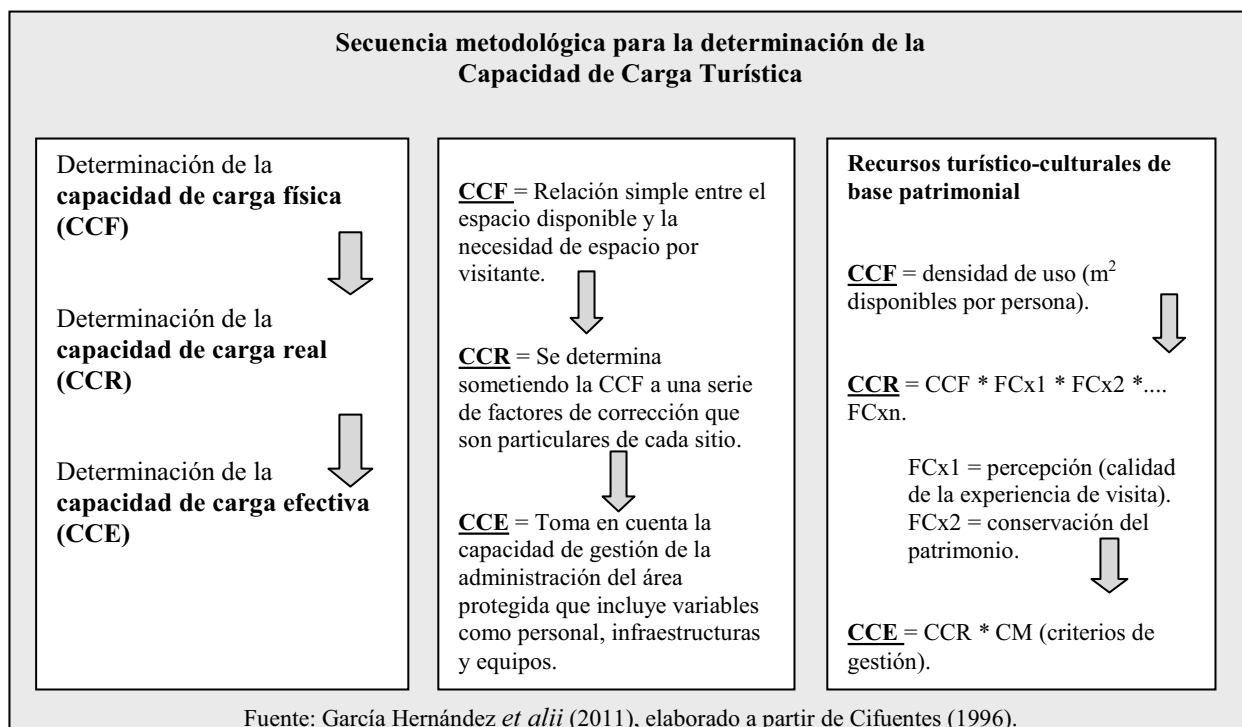 Secuencia metodológica para la determinación de la
Capacidad de Carga Turística
Determinación de la
capacidad de carga física
(CCF)
Determinación de la
capacidad de carga real
(CCR)
Determinación de la
capacidad de carga efectiva
(CCE)
CCF = Relación simple entre el
espacio disponible y la
necesidad de espacio por
visitante.
CCR = Se determina
sometiendo la CCF a una serie
de factores de corrección que
son particulares de cada sitio.
CCE = Toma en cuenta la
capacidad de gestión de la
administración del área
protegida que incluye variables
como personal, infraestructuras
y equipos.
Recursos turístico-culturales de
base patrimonial
CCF = densidad de uso (m²
disponibles por persona).
CCR = CCF * FCx1 * FCx2 *....
FCxn.
FCx1 = percepción (calidad
de la experiencia de visita).
FCx2 = conservación del
patrimonio.
CCE = CCR * CM (criterios de
gestión).
Fuente: García Hernández et alii (2011), elaborado a partir de Cifuentes (1996).